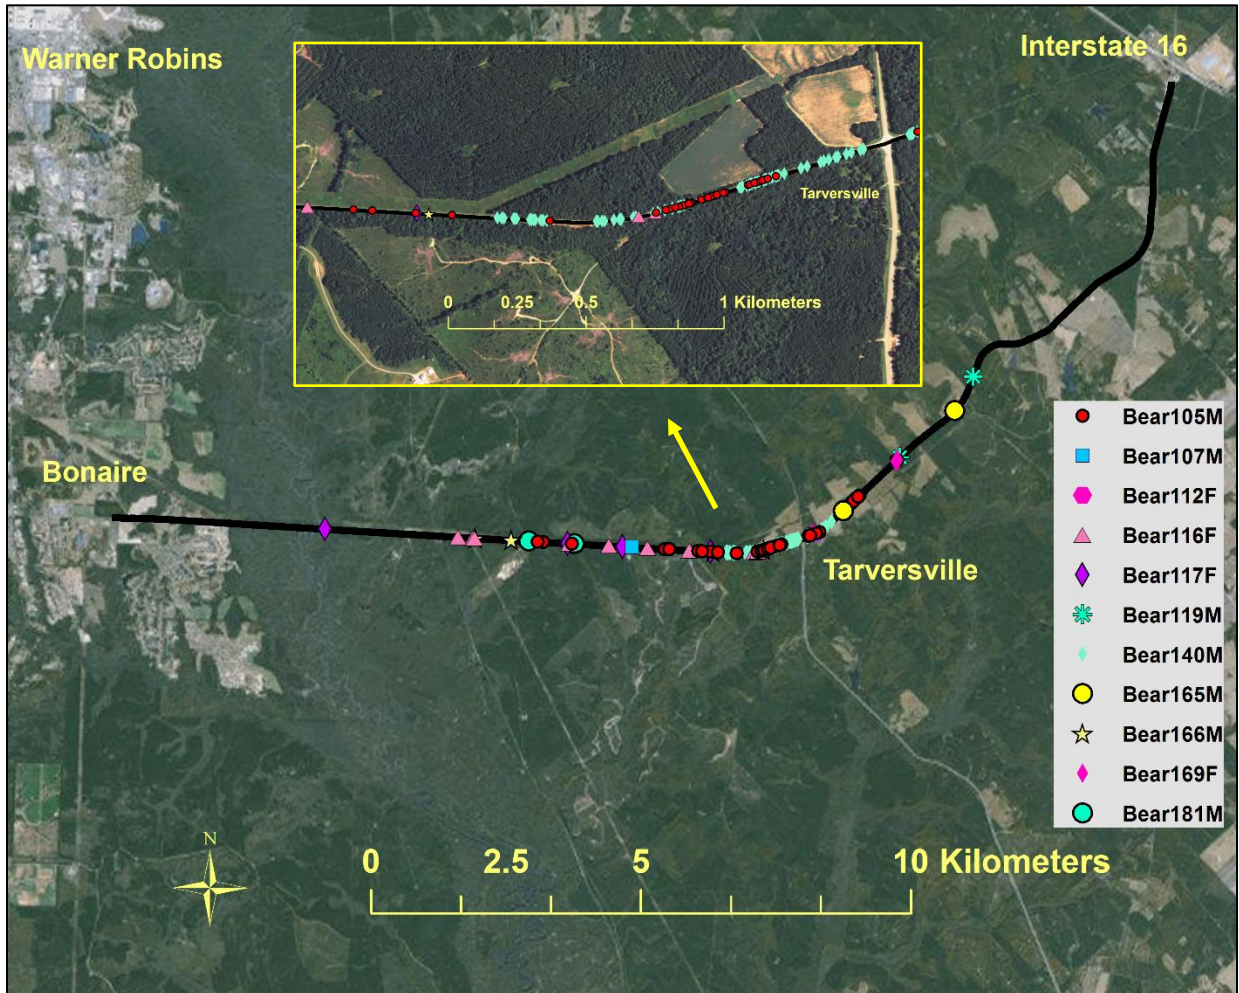 Warner Robins
Interstate 16
Tarversville
0 0.25 0.5 1 Kilometers
Bonaire
Tarversville
Bear105M
Bear107M
Bear112F
Bear116F
Bear117F
Bear119M
Bear140M
Bear165M
Bear166M
Bear169F
Bear181M
N
0 2.5 5 10 Kilometers